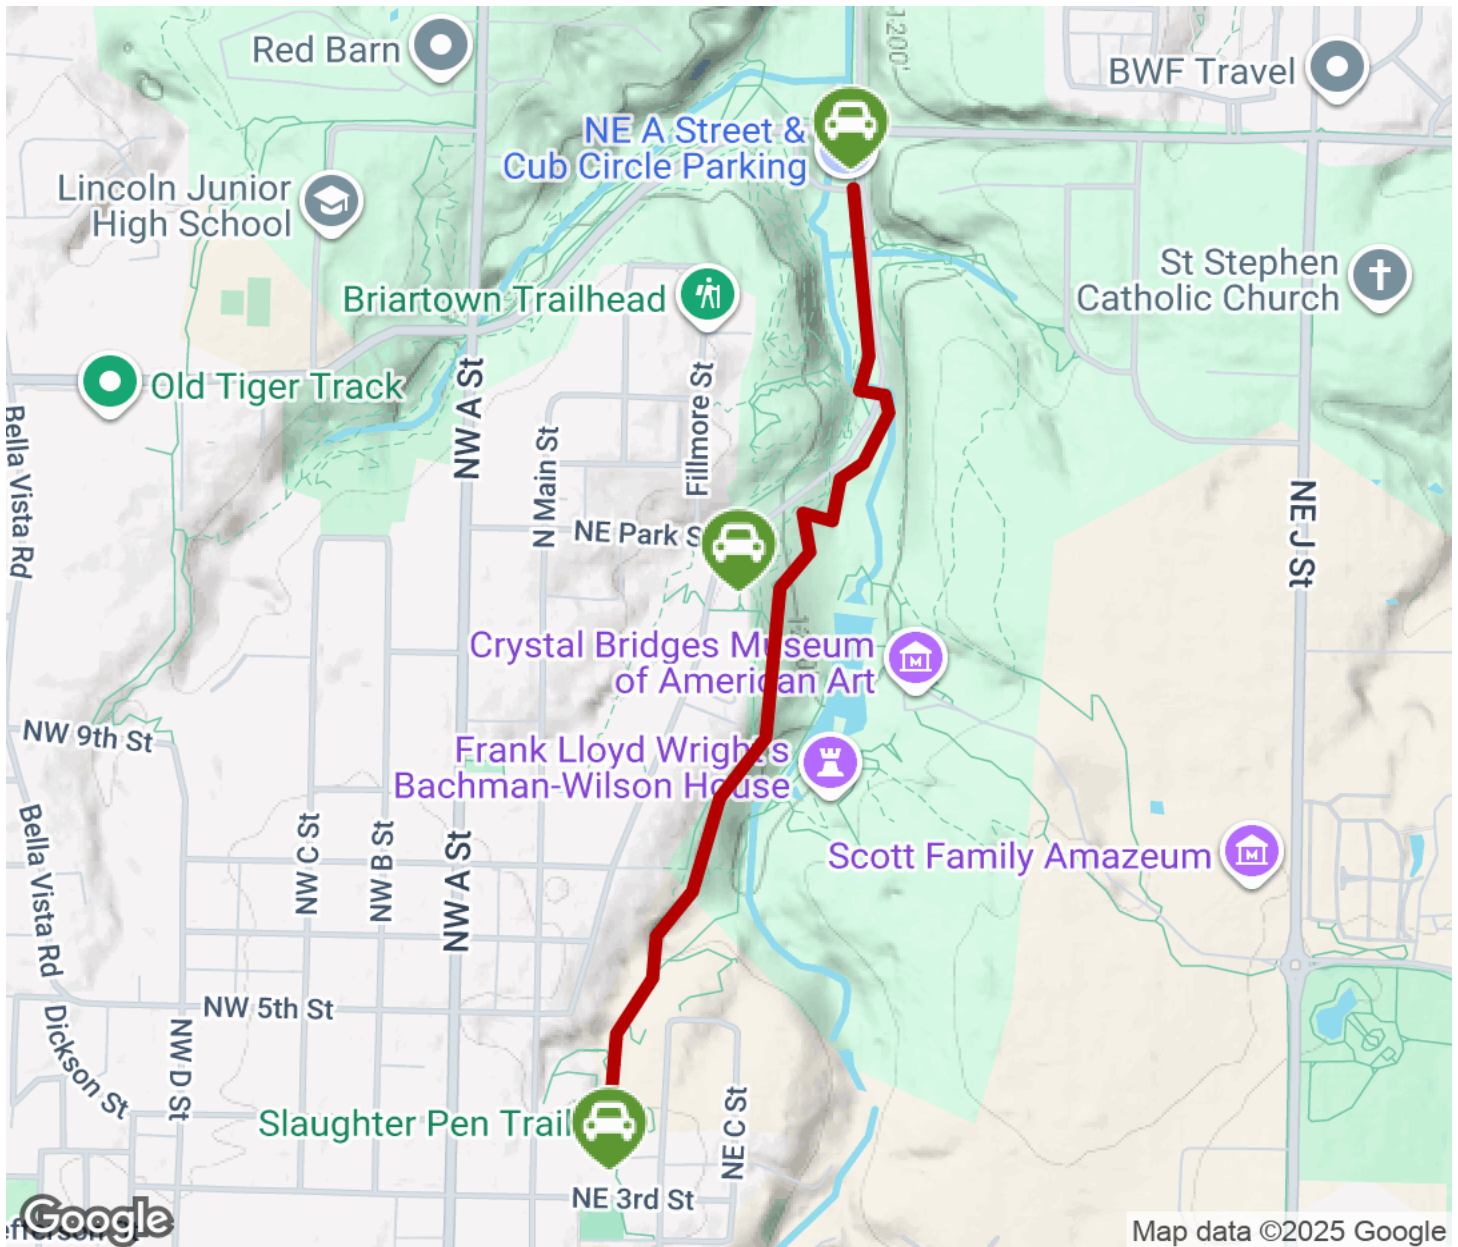 1200'
Red Barn
BWF Travel
NE A Street &
Cub Circle Parking
Lincoln Junior
High School
St Stephen
Catholic Church
Briartown Trailhead
Old Tiger Track
NW A St
Fillmore St
Bella Vista Rd
N Main St
NE J St
NE Park S
Crystal Bridges Museum
of American Art
NW 9th St
Frank Lloyd Wright's
Bachman-Wilson House
Bella Vista Rd
NW C St
NW B St
NW A St
Scott Family Amazeum
NW 5th St
Dickson St
NW D St
Slaughter Pen Trail
NE C St
NE 3rd St
Google
Map data ©2025 Google